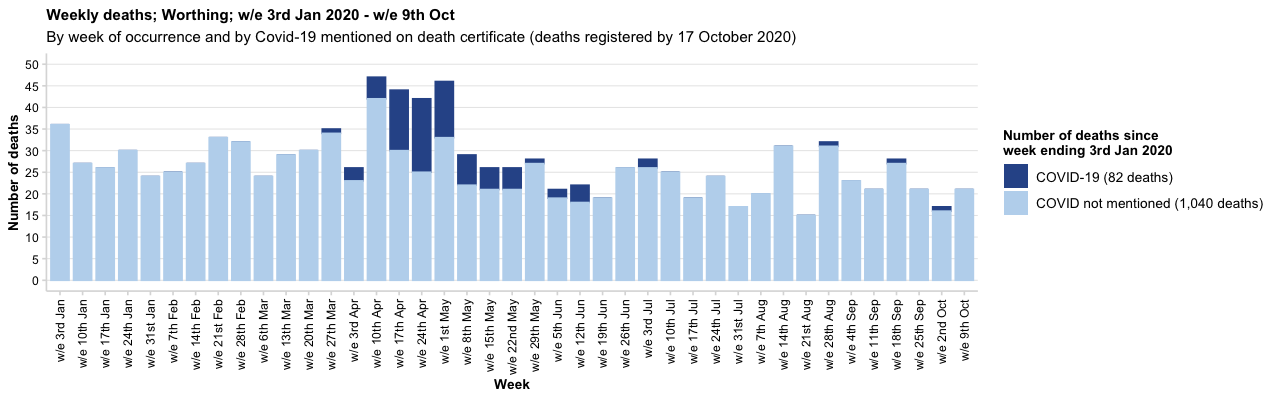 Weekly deaths; Worthing; w/e 3rd Jan 2020 - w/e 9th Oct
By week of occurrence and by Covid-19 mentioned on death certificate (deaths registered by 17 October 2020)
Number of deaths
50
45
40
35
30
25
20
15
10
5
0
w/e 3rd Jan
w/e 10th Jan
w/e 17th Jan
w/e 24th Jan
w/e 31st Jan
w/e 7th Feb
w/e 14th Feb
w/e 21st Feb
w/e 28th Feb
w/e 6th Mar
w/e 13th Mar
w/e 20th Mar
w/e 27th Mar
w/e 3rd Apr
w/e 10th Apr
w/e 17th Apr
w/e 24th Apr
w/e 1st May
w/e 8th May
w/e 15th May
w/e 22nd May
w/e 29th May
w/e 5th Jun
w/e 12th Jun
w/e 19th Jun
w/e 26th Jun
w/e 3rd Jul
w/e 10th Jul
w/e 17th Jul
w/e 24th Jul
w/e 31st Jul
w/e 7th Aug
w/e 14th Aug
w/e 21st Aug
w/e 28th Aug
w/e 4th Sep
w/e 11th Sep
w/e 18th Sep
w/e 25th Sep
w/e 2nd Oct
w/e 9th Oct
Week
Number of deaths since
week ending 3rd Jan 2020
COVID-19 (82 deaths)
COVID not mentioned (1,040 deaths)